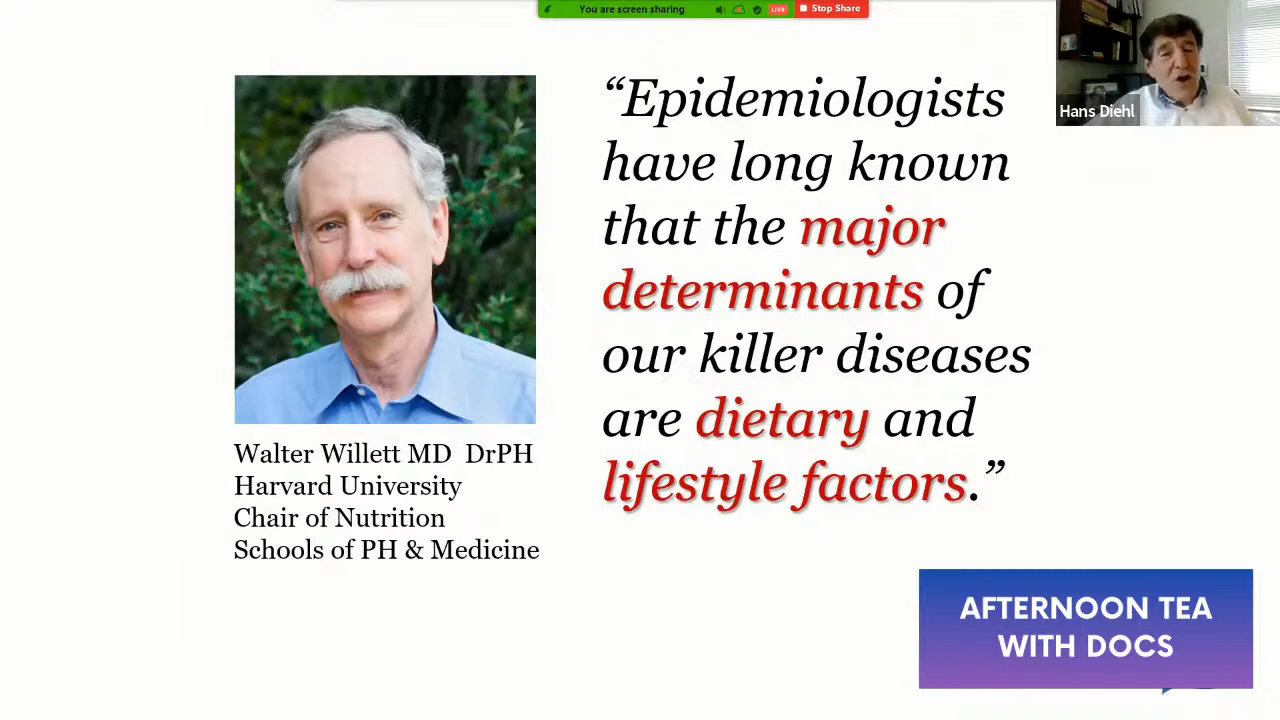 You are screen sharing
LIVE
Stop Share
Hans Diehl
“Epidemiologists
have long known
that the major
determinants of
our killer diseases
are dietary and
lifestyle factors.”
Walter Willett MD DrPH
Harvard University
Chair of Nutrition
Schools of PH & Medicine
AFTERNOON TEA
WITH DOCS